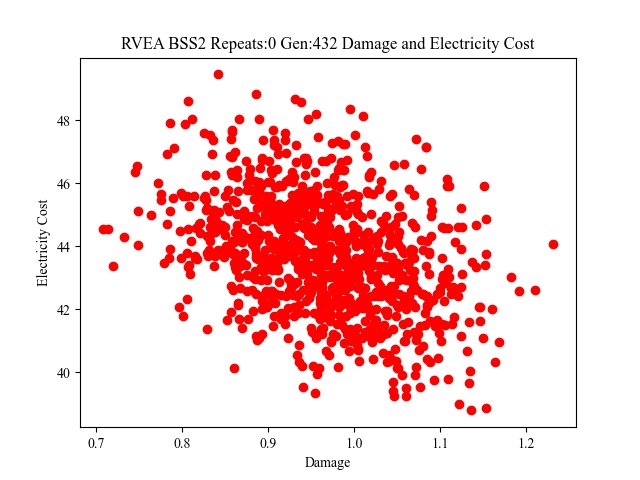 RVEA BSS2 Repeats:0 Gen:432 Damage and Electricity Cost
48
46
44
42
40
Electricity Cost
0.7 0.8 0.9 1.0 1.1 1.2
Damage